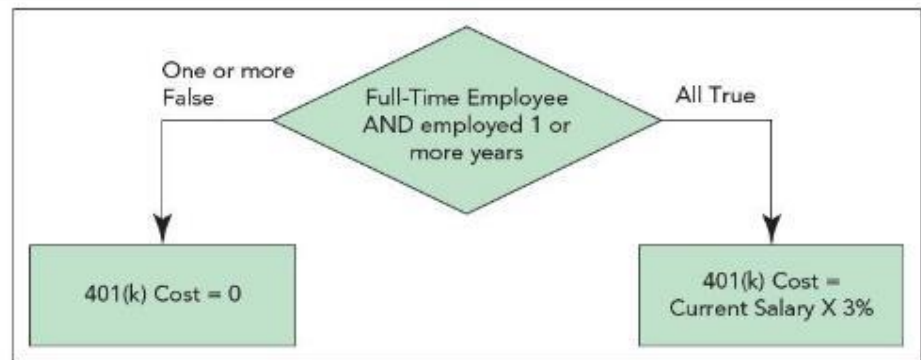 One or more
False
Full-Time Employee
AND employed 1 or
more years
All True
401(k) Cost = 0
401(k) Cost =
Current Salary X 3%